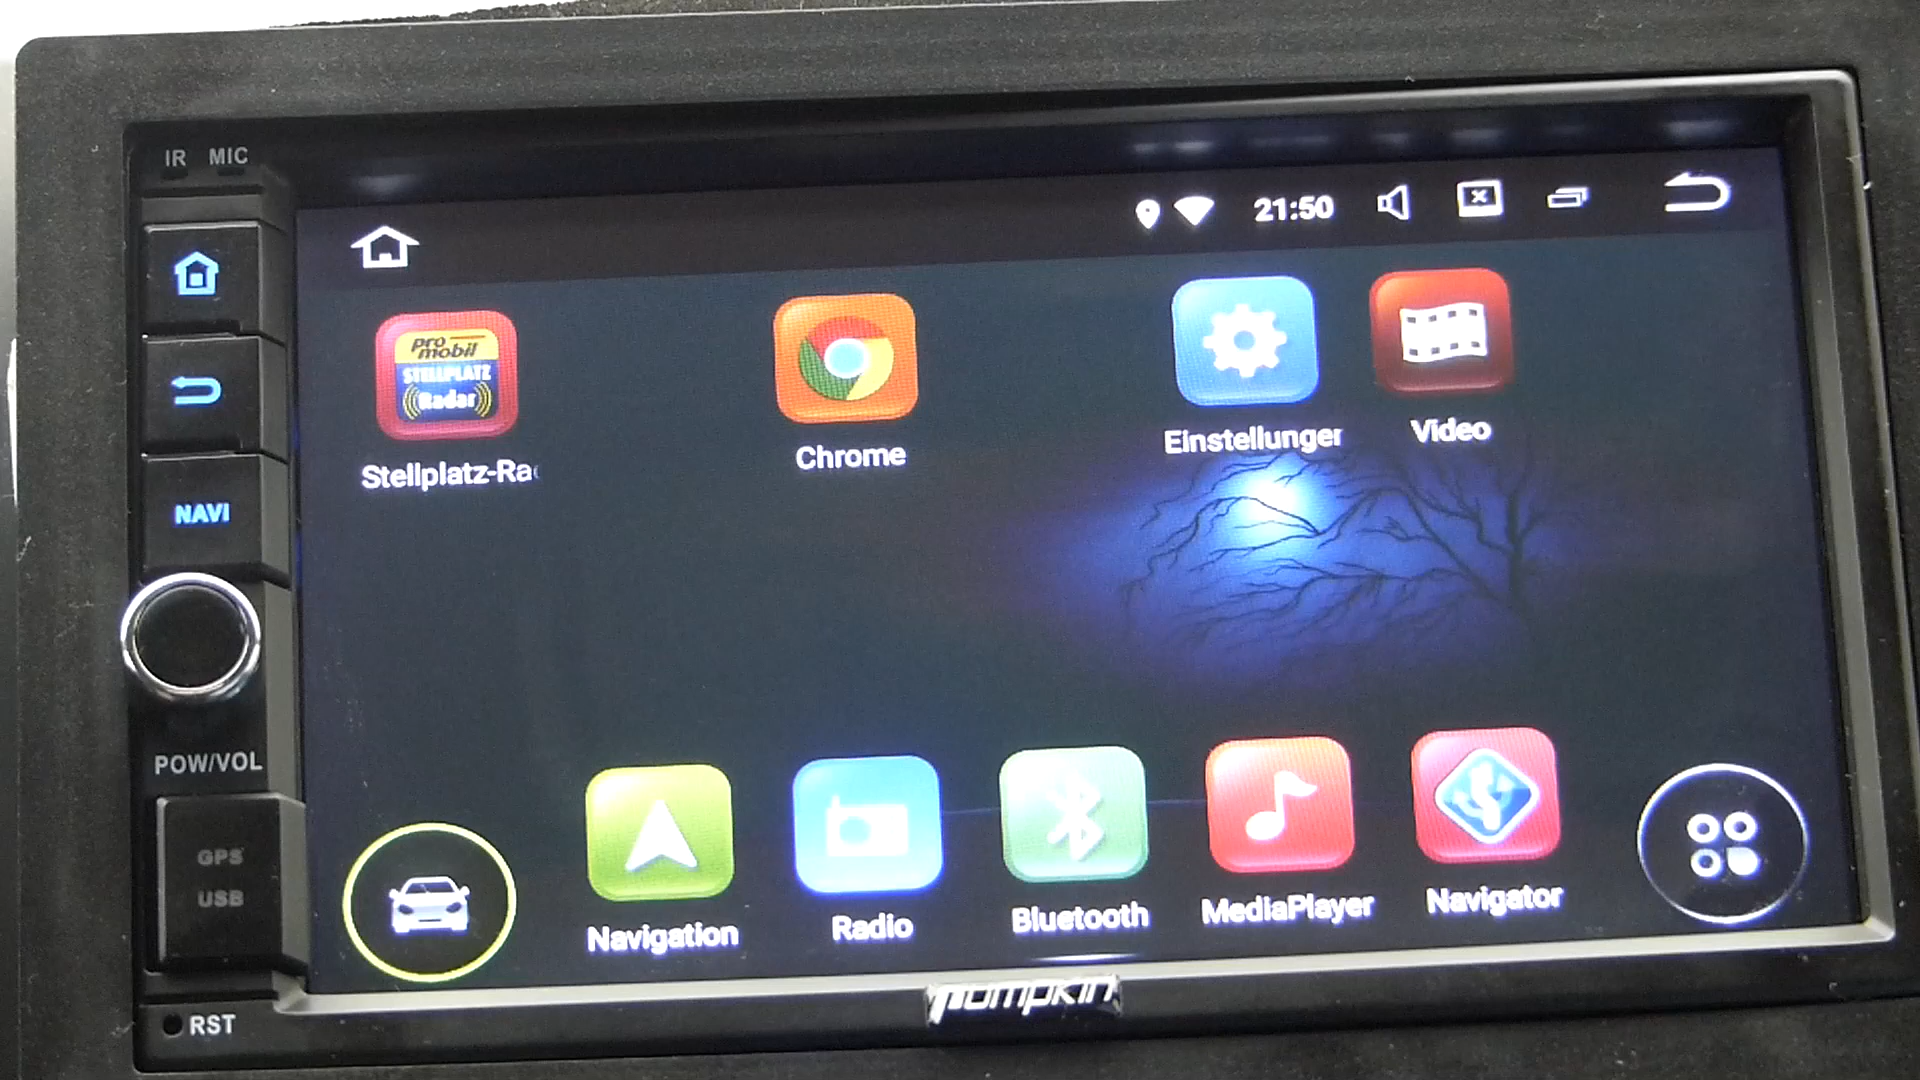 IR MIC
21:50
pro
mobil
STELLPLATZ
Radar
Stellplatz-Ra
Chrome
Einstellunger
Video
NAVI
POW/VOL
GPS
USB
Navigation
Radio
Bluetooth
MediaPlayer
Navigator
PUMPKIN
RST